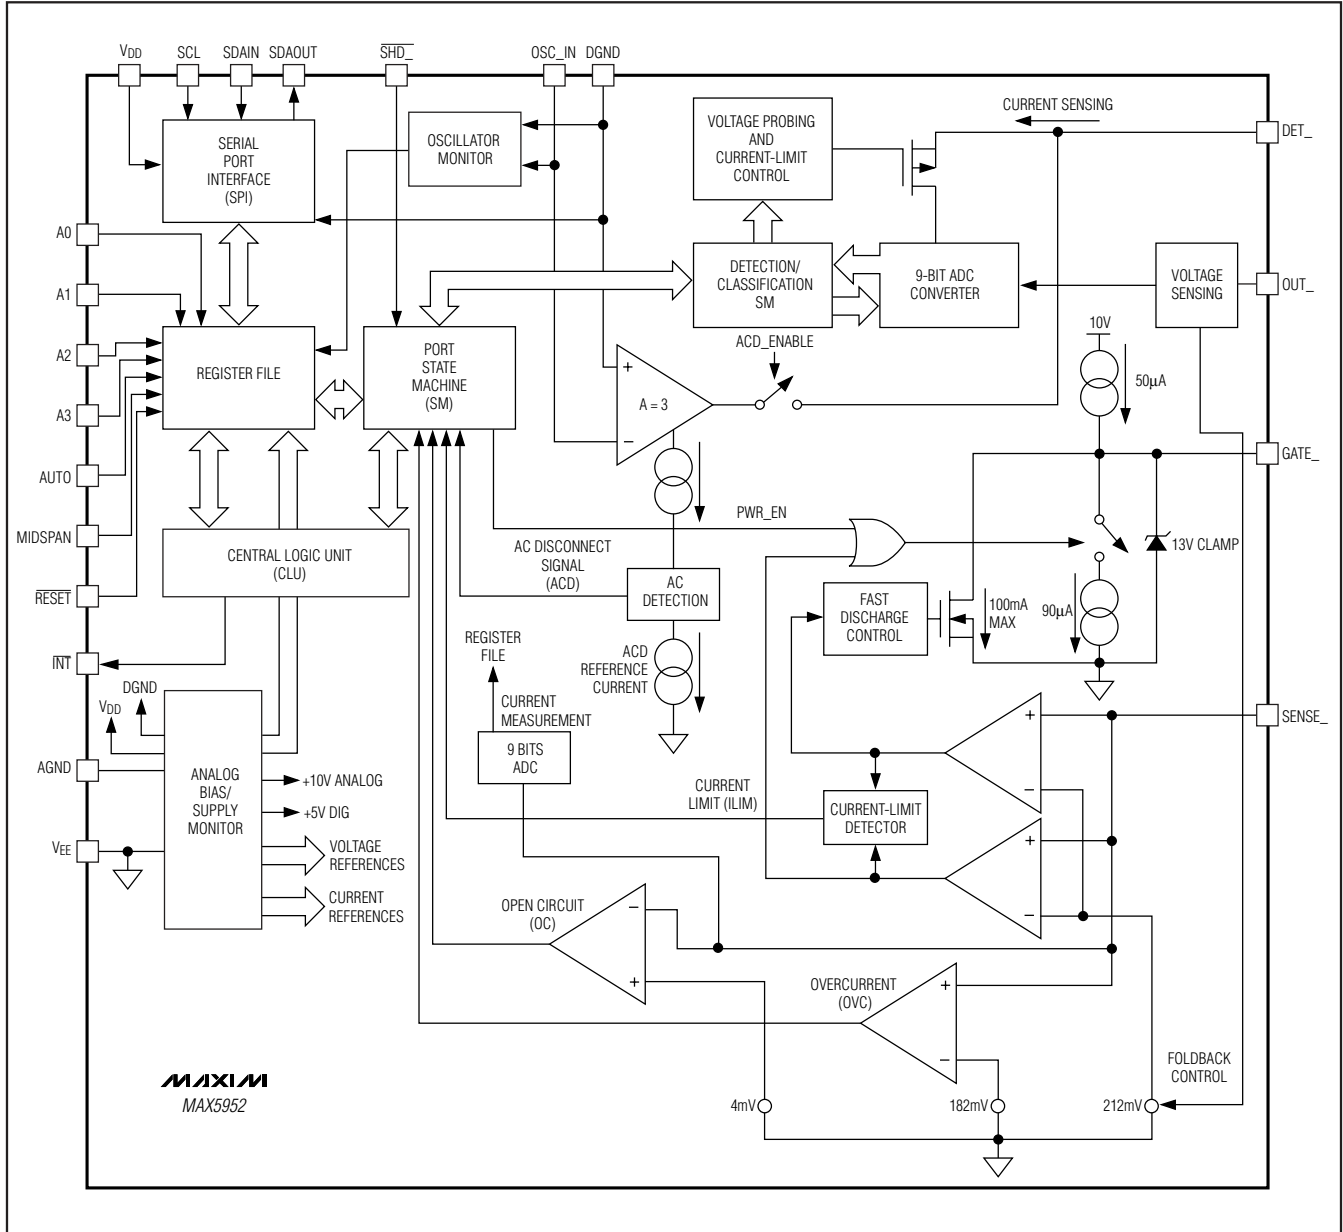 VDD
SCL
SDAIN
SDAOUT
SHD_
OSC_IN
DGND
CURRENT SENSING
DET_
SERIAL
PORT
INTERFACE
(SPI)
OSCILLATOR
MONITOR
VOLTAGE PROBING
AND
CURRENT-LIMIT
CONTROL
A0
A1
A2
A3
AUTO
MIDSPAN
RESET
INT
REGISTER FILE
PORT
STATE
MACHINE
(SM)
DETECTION/
CLASSIFICATION
SM
9-BIT ADC
CONVERTER
VOLTAGE
SENSING
OUT_
ACD_ENABLE
10V
50µA
+
A = 3
−
GATE_
PWR_EN
CENTRAL LOGIC UNIT
(CLU)
AC DISCONNECT
SIGNAL
(ACD)
AC
DETECTION
13V CLAMP
FAST
DISCHARGE
CONTROL
100mA
MAX
90µA
REGISTER
FILE
ACD
REFERENCE
CURRENT
DGND
VDD
CURRENT
MEASUREMENT
9 BITS
ADC
+
−
SENSE_
AGND
VEE
ANALOG
BIAS/
SUPPLY
MONITOR
+10V ANALOG
+5V DIG
VOLTAGE
REFERENCES
CURRENT
REFERENCES
CURRENT
LIMIT (ILIM)
CURRENT-LIMIT
DETECTOR
+
−
OPEN CIRCUIT
(OC)
−
+
OVERCURRENT
(OVC)
+
−
FOLDBACK
CONTROL
4mV
182mV
212mV
MAXIM
MAX5952